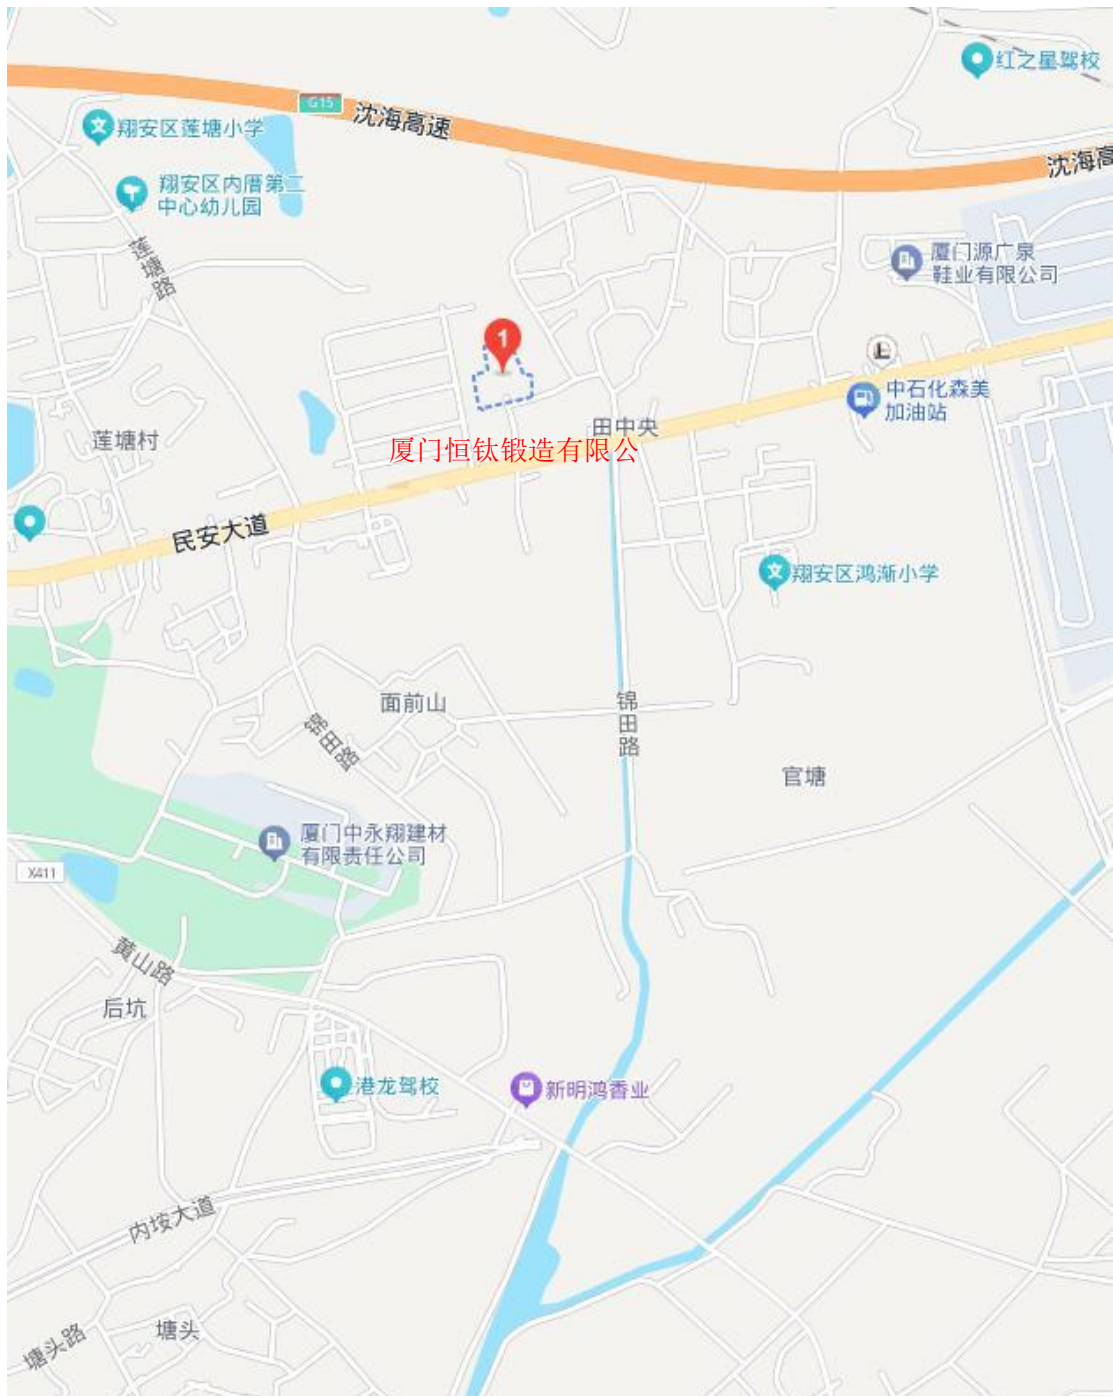 红之星驾校
G15
沈海高速
翔安区莲塘小学
沈海高
翔安区内厝第二
中心幼儿园
莲塘路
厦门源广泉
鞋业有限公司
1
中石化森美
加油站
田中央
莲塘村
厦门恒钛锻造有限公
民安大道
翔安区鸿渐小学
面前山
锦田路
锦田路
官塘
厦门中永翔建材
有限责任公司
X411
黄山路
后坑
港龙驾校
新明鸿香业
内垵大道
塘头
塘头路